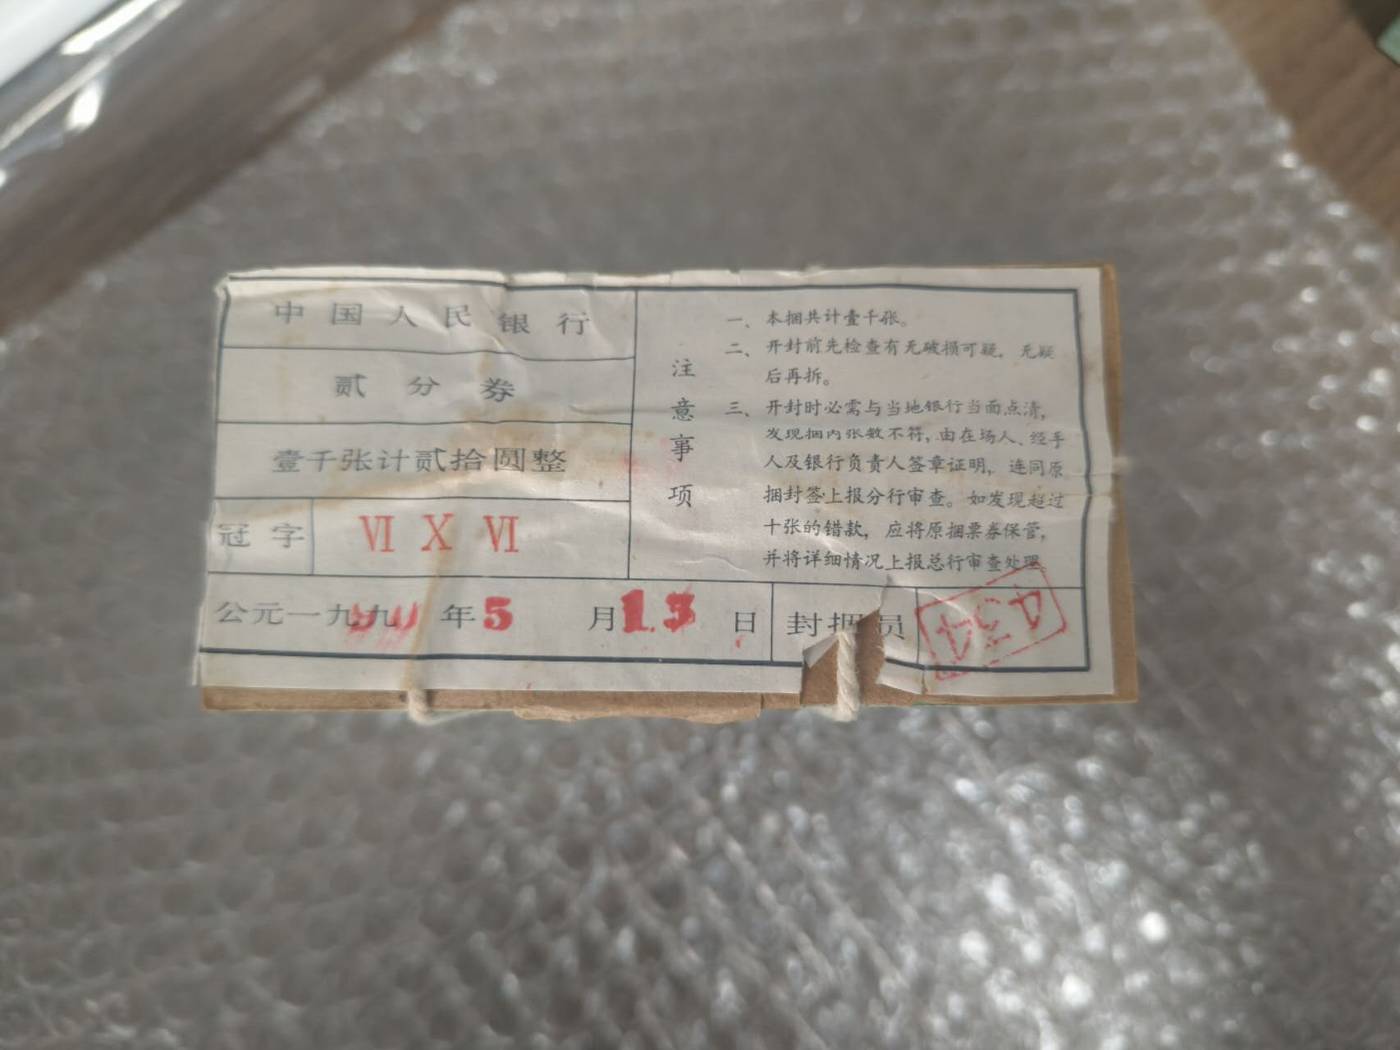 中国人民银行
贰分券
壹千张计贰拾圆整
冠字 Ⅵ Ⅹ Ⅵ
公元一九九 年5月13日
封捆员 434
注意事项
一、本捆共计壹千张。
二、开封前先检查有无破损可疑，无疑
后再拆。
三、开封时必需与当地银行当面点清，
发现捆内张数不符，由在场人、经手
人及银行负责人签章证明，连同原
捆封签上报分行审查。如发现超过
十张的错款，应将原捆票券保管，
并将详细情况上报总行审查处理